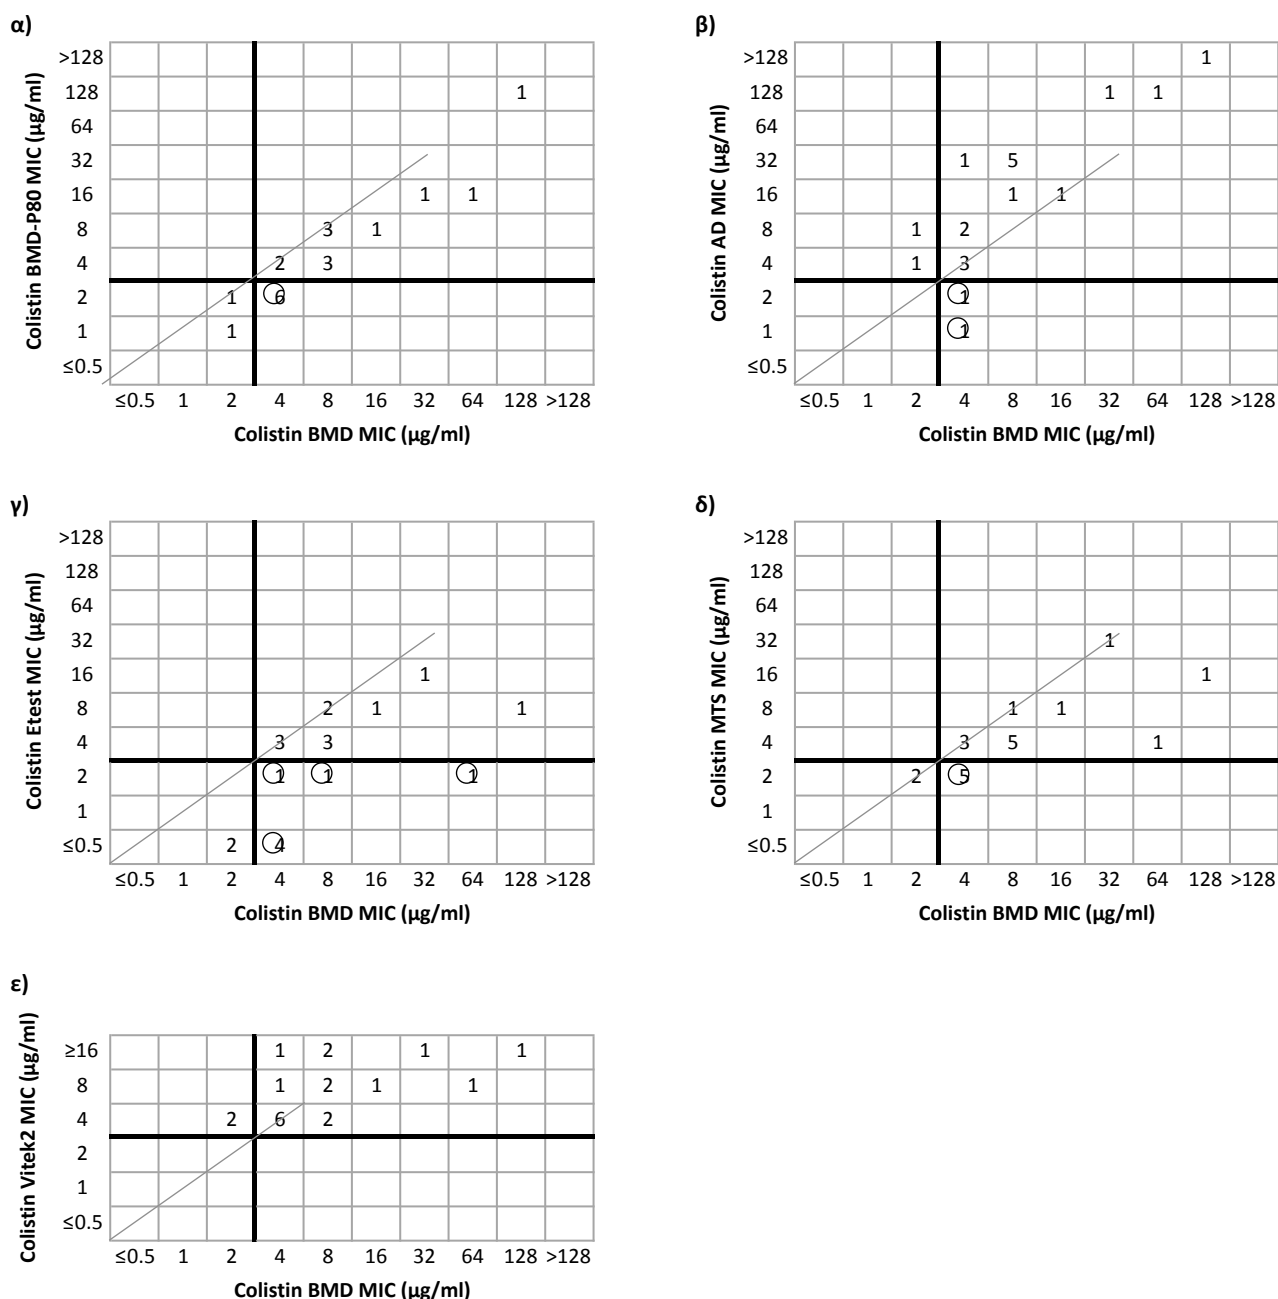 α)
Colistin BMD-P80 MIC (µg/ml)
>128
128 1
64
32
16 1 1
8 3 1
4 2 3
2 1 6
1 1
≤0.5
≤0.5 1 2 4 8 16 32 64 128 >128
Colistin BMD MIC (µg/ml)
β)
Colistin AD MIC (µg/ml)
>128 1
128 1 1
64
32 1 5
16 1 1
8 1 2
4 1 3
2 1
1 1
≤0.5
≤0.5 1 2 4 8 16 32 64 128 >128
Colistin BMD MIC (µg/ml)
γ)
Colistin Etest MIC (µg/ml)
>128
128
64
32
16 1
8 2 1 1
4 3 3
2 1 1 1
1
≤0.5 2 4
≤0.5 1 2 4 8 16 32 64 128 >128
Colistin BMD MIC (µg/ml)
δ)
Colistin MTS MIC (µg/ml)
>128
128
64
32 1
16 1
8 1 1
4 3 5 1
2 2 5
1
≤0.5
≤0.5 1 2 4 8 16 32 64 128 >128
Colistin BMD MIC (µg/ml)
ε)
Colistin Vitek2 MIC (µg/ml)
≥16 1 2 1 1
8 1 2 1 1
4 2 6 2
2
1
≤0.5
≤0.5 1 2 4 8 16 32 64 128 >128
Colistin BMD MIC (µg/ml)